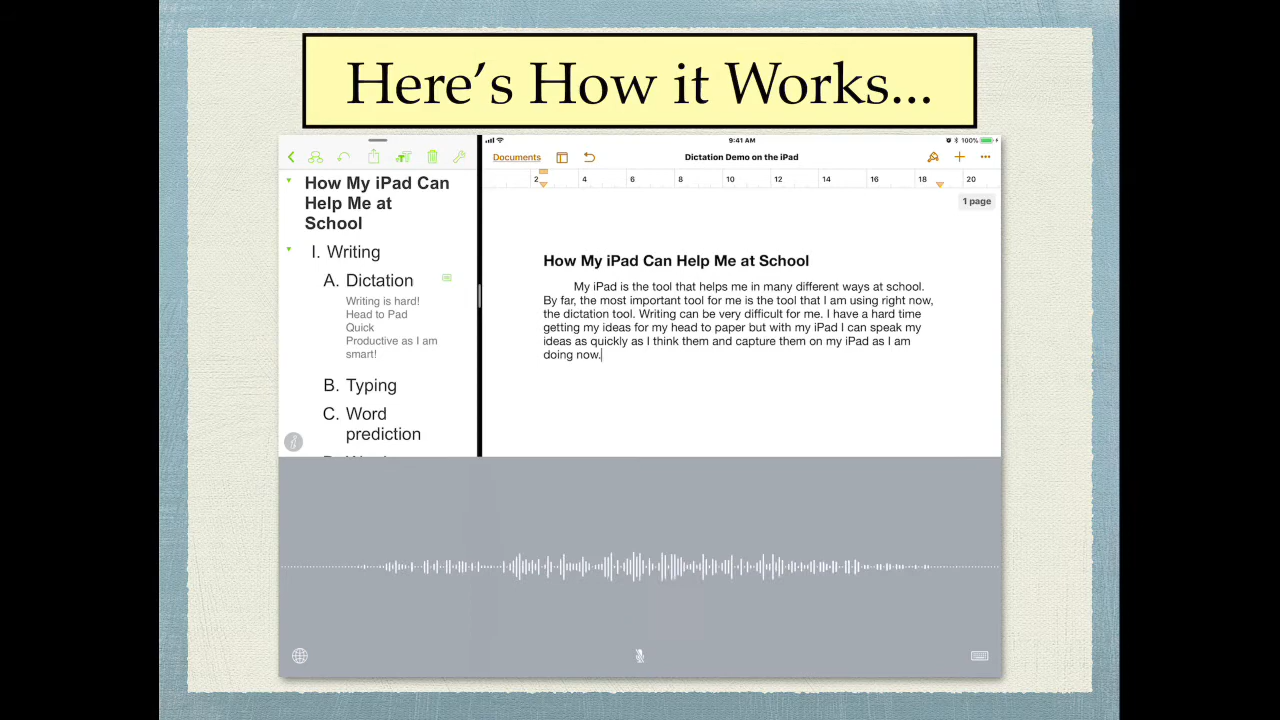 Here's How it Works...
9:41 AM
100%
Documents
Dictation Demo on the iPad
2 4 6 8 10 12 14 16 18 20
1 page
How My iPad Can
Help Me at
School
I. Writing
A. Dictation
Writing is hard!
Head to Pad
Quick
Productive as I am
smart!
B. Typing
C. Word
prediction
How My iPad Can Help Me at School
My iPad is the tool that helps me in many different ways at school.
By far, the most important tool for me is the tool that I am using right now,
the dictation tool. Writing can be very difficult for me. I have a hard time
getting my ideas for my head to paper but with my iPad I can speak my
ideas as quickly as I think them and capture them on my iPad as I am
doing now.